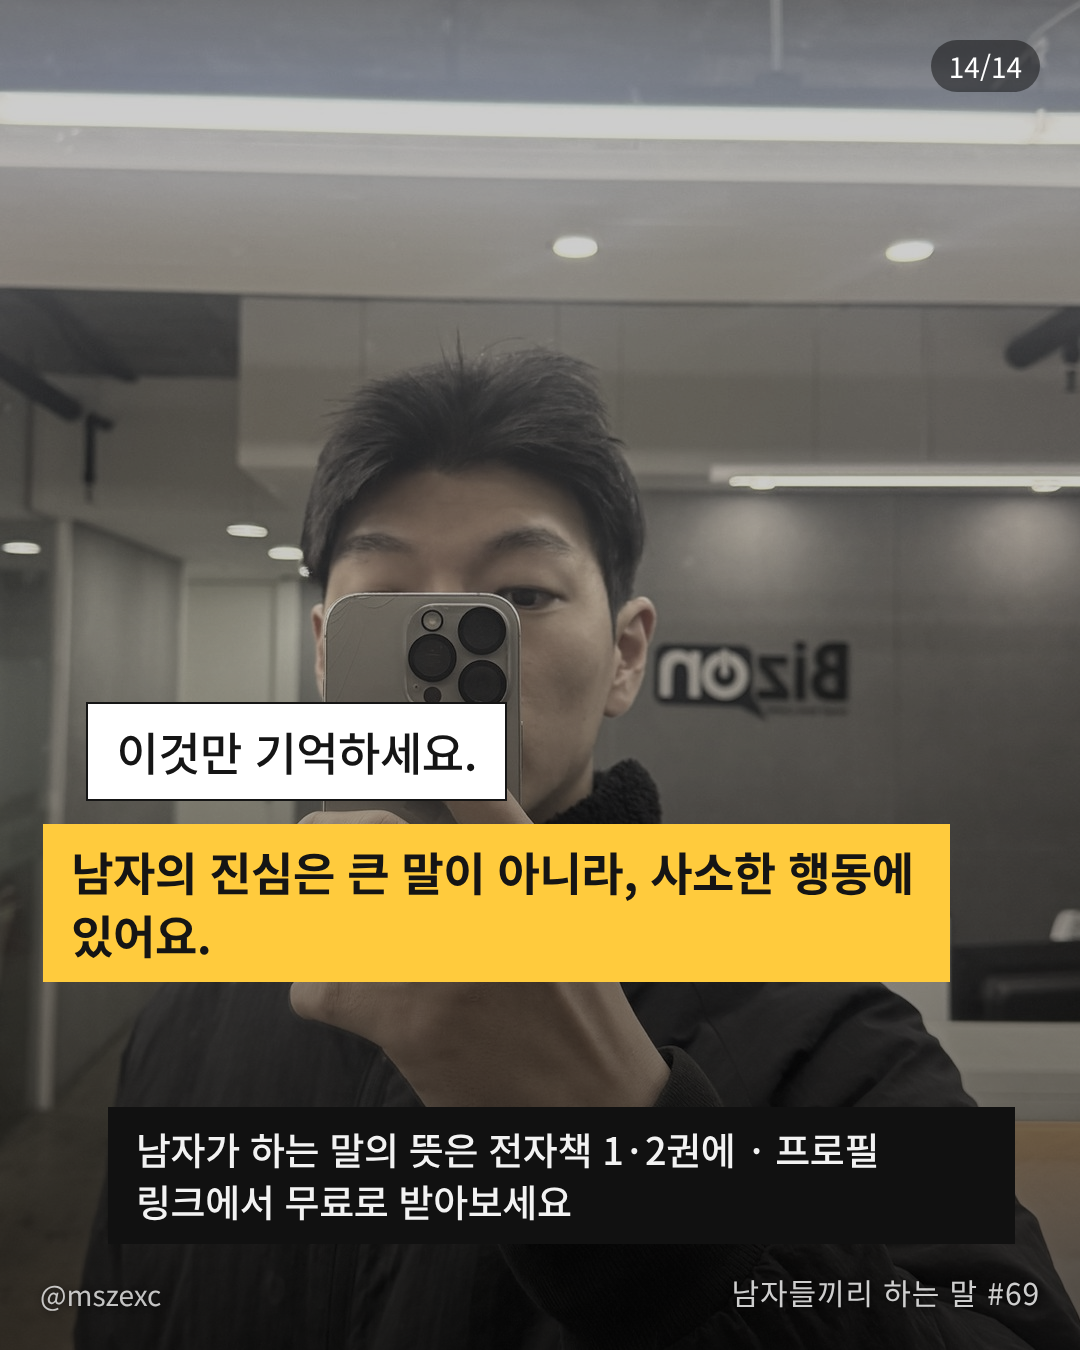 14/14
BizOn
이것만 기억하세요.
남자의 진심은 큰 말이 아니라, 사소한 행동에
있어요.
남자가 하는 말의 뜻은 전자책 1·2권에 · 프로필
링크에서 무료로 받아보세요
@mszexc
남자들끼리 하는 말 #69